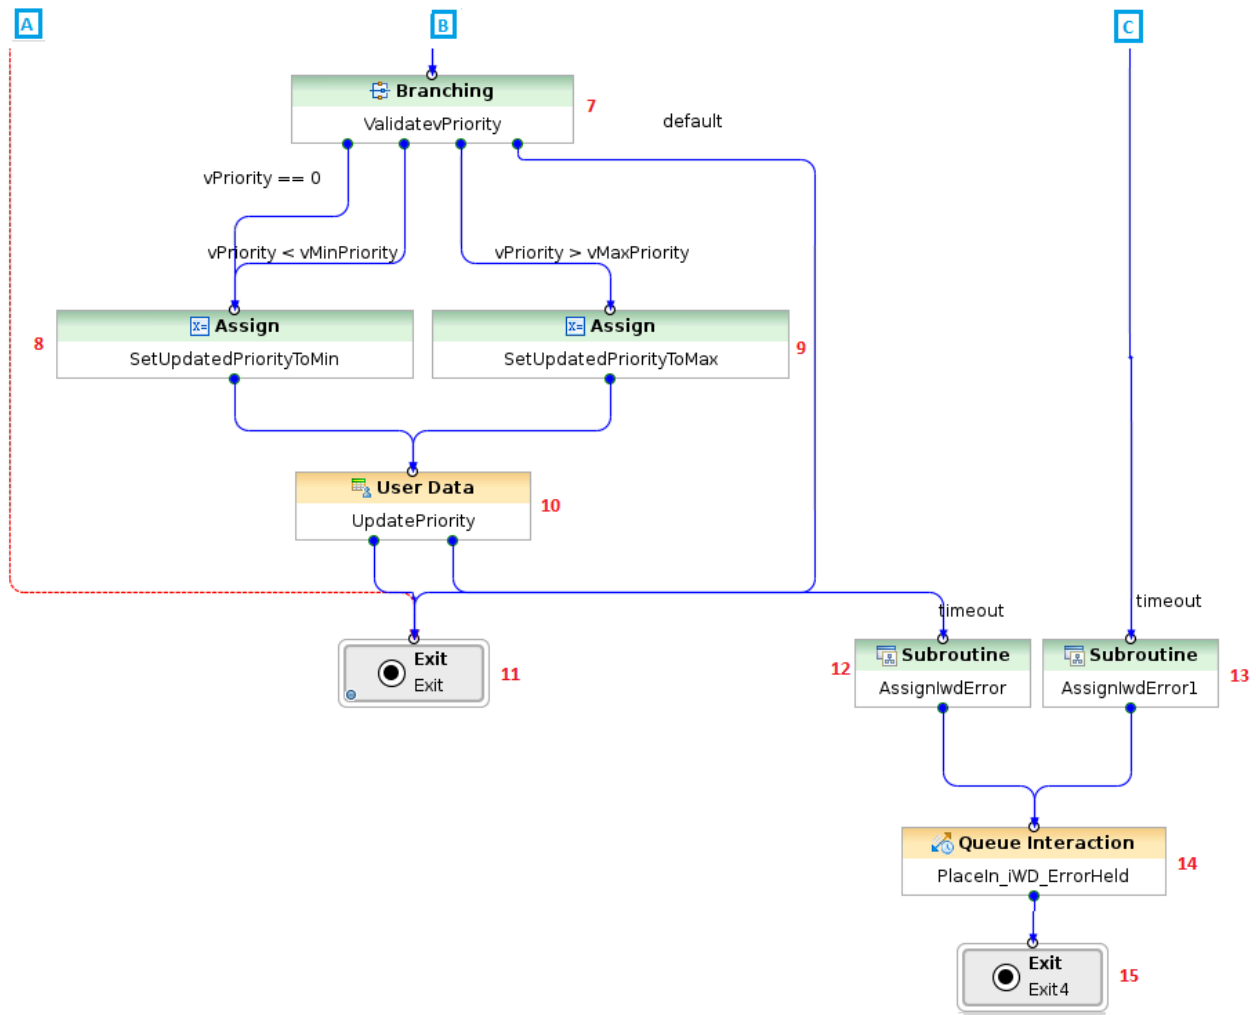 A
B
C
Branching
7
ValidatevPriority
default
vPriority == 0
vPriority < vMinPriority
vPriority > vMaxPriority
Assign
Assign
8
SetUpdatedPriorityToMin
SetUpdatedPriorityToMax
9
User Data
10
UpdatePriority
timeout
timeout
Exit
Exit
11
12
Subroutine
AssignIwdError
Subroutine
AssignIwdError1
13
Queue Interaction
PlaceIn_iWD_ErrorHeld
14
Exit
Exit4
15